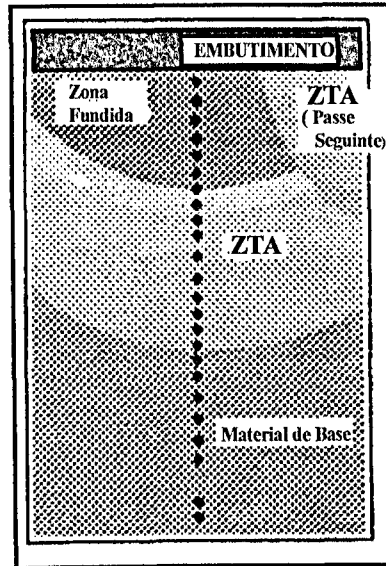 EMBUTIMENTO
Zona
Fundida
ZTA
( Passe
Seguinte)
ZTA
Material de Base